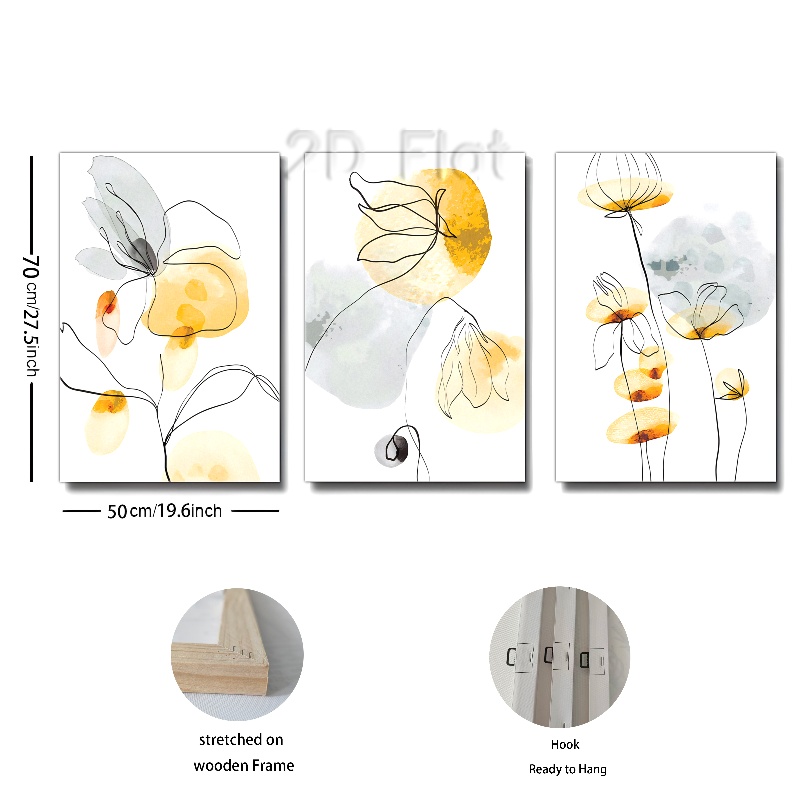 2D Flat
70 cm/27.5inch
50 cm/19.6inch
stretched on
wooden Frame
Hook
Ready to Hang